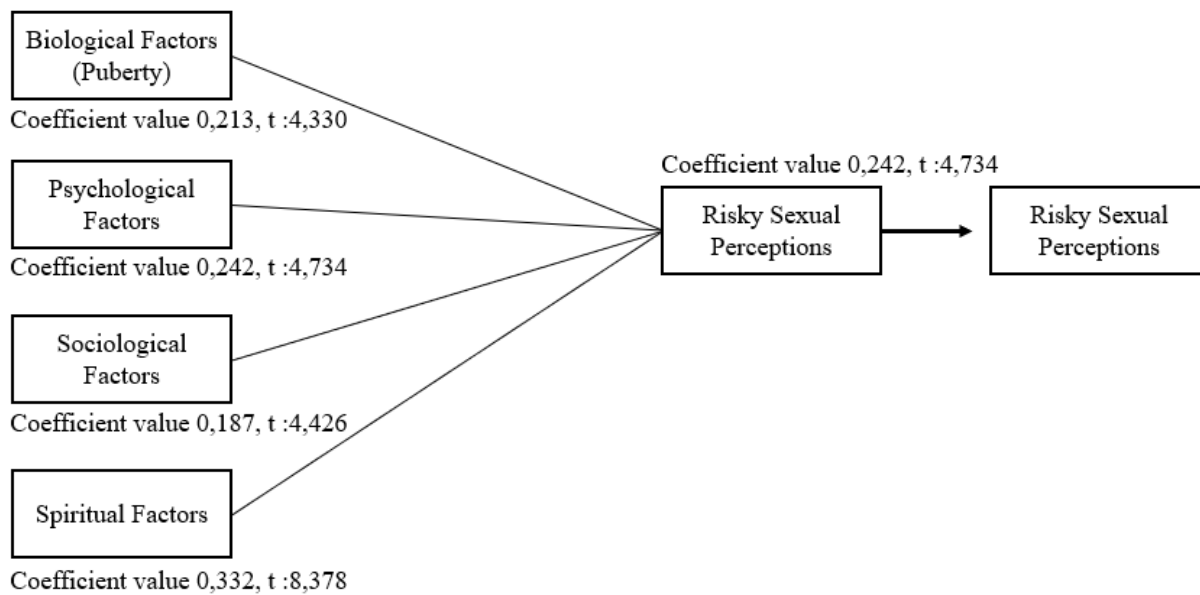 Biological Factors
(Puberty)
Coefficient value 0,213, t :4,330
Psychological
Factors
Coefficient value 0,242, t :4,734
Sociological
Factors
Coefficient value 0,187, t :4,426
Spiritual Factors
Coefficient value 0,332, t :8,378
Coefficient value 0,242, t :4,734
Risky Sexual
Perceptions
Risky Sexual
Perceptions